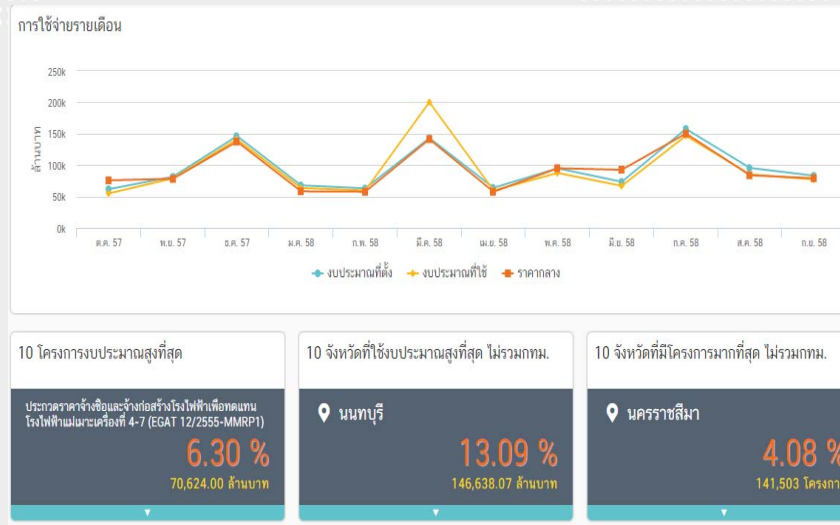 การใช้จ่ายรายเดือน
250k
200k
150k
100k
50k
0k
ล้านบาท
ต.ค. 57 พ.ย. 57 ธ.ค. 57 ม.ค. 58 ก.พ. 58 มี.ค. 58 เม.ย. 58 พ.ค. 58 มิ.ย. 58 ก.ค. 58 ส.ค. 58 ก.ย. 58
งบประมาณที่ตั้ง งบประมาณที่ใช้ ราคากลาง
10 โครงการงบประมาณสูงที่สุด
ประกวดราคาจ้างซื้อและจ้างก่อสร้างโรงไฟฟ้าเพื่อทดแทน
โรงไฟฟ้าแม่เมาะเครื่องที่ 4-7 (EGAT 12/2555-MMRP1)
6.30 %
70,624.00 ล้านบาท
10 จังหวัดที่ใช้งบประมาณสูงที่สุด ไม่รวมกทม.
นนทบุรี
13.09 %
146,638.07 ล้านบาท
10 จังหวัดที่มีโครงการมากที่สุด ไม่รวมกทม.
นครราชสีมา
4.08 %
141,503 โครงกา